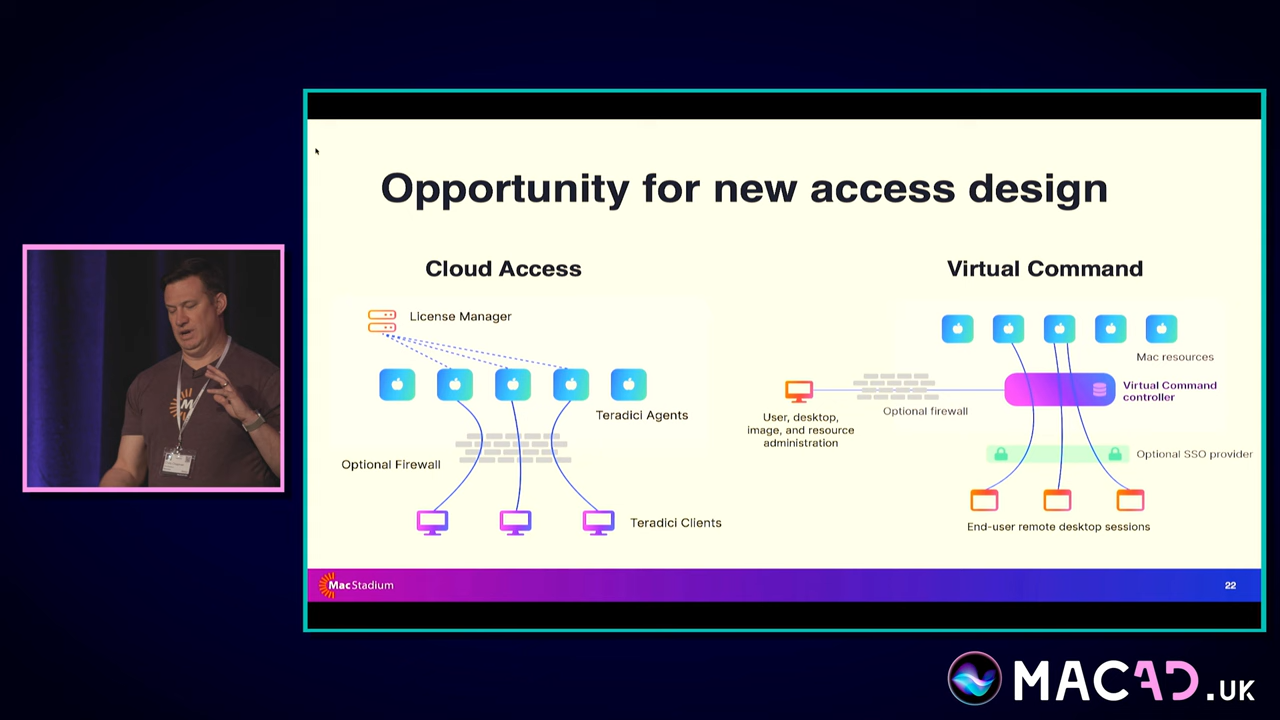 Opportunity for new access design
Cloud Access
License Manager
Teradici Agents
Optional Firewall
Teradici Clients
Virtual Command
Mac resources
Virtual Command
controller
User, desktop,
image, and resource
administration
Optional firewall
Optional SSO provider
End-user remote desktop sessions
MacStadium
22
MACAD.UK